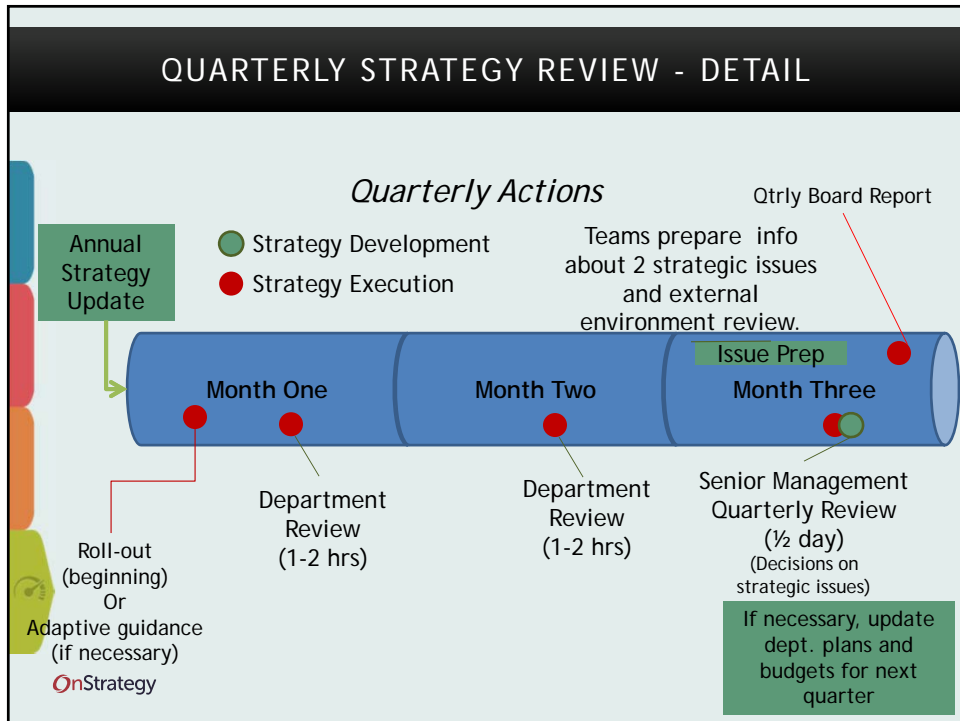 QUARTERLY STRATEGY REVIEW - DETAIL
Quarterly Actions
Qtrly Board Report
Annual
Strategy
Update
Strategy Development
Strategy Execution
Teams prepare info
about 2 strategic issues
and external
environment review.
Issue Prep
Month One
Month Two
Month Three
Department
Review
(1-2 hrs)
Department
Review
(1-2 hrs)
Senior Management
Quarterly Review
(½ day)
(Decisions on
strategic issues)
Roll-out
(beginning)
Or
Adaptive guidance
(if necessary)
If necessary, update
dept. plans and
budgets for next
quarter
OnStrategy